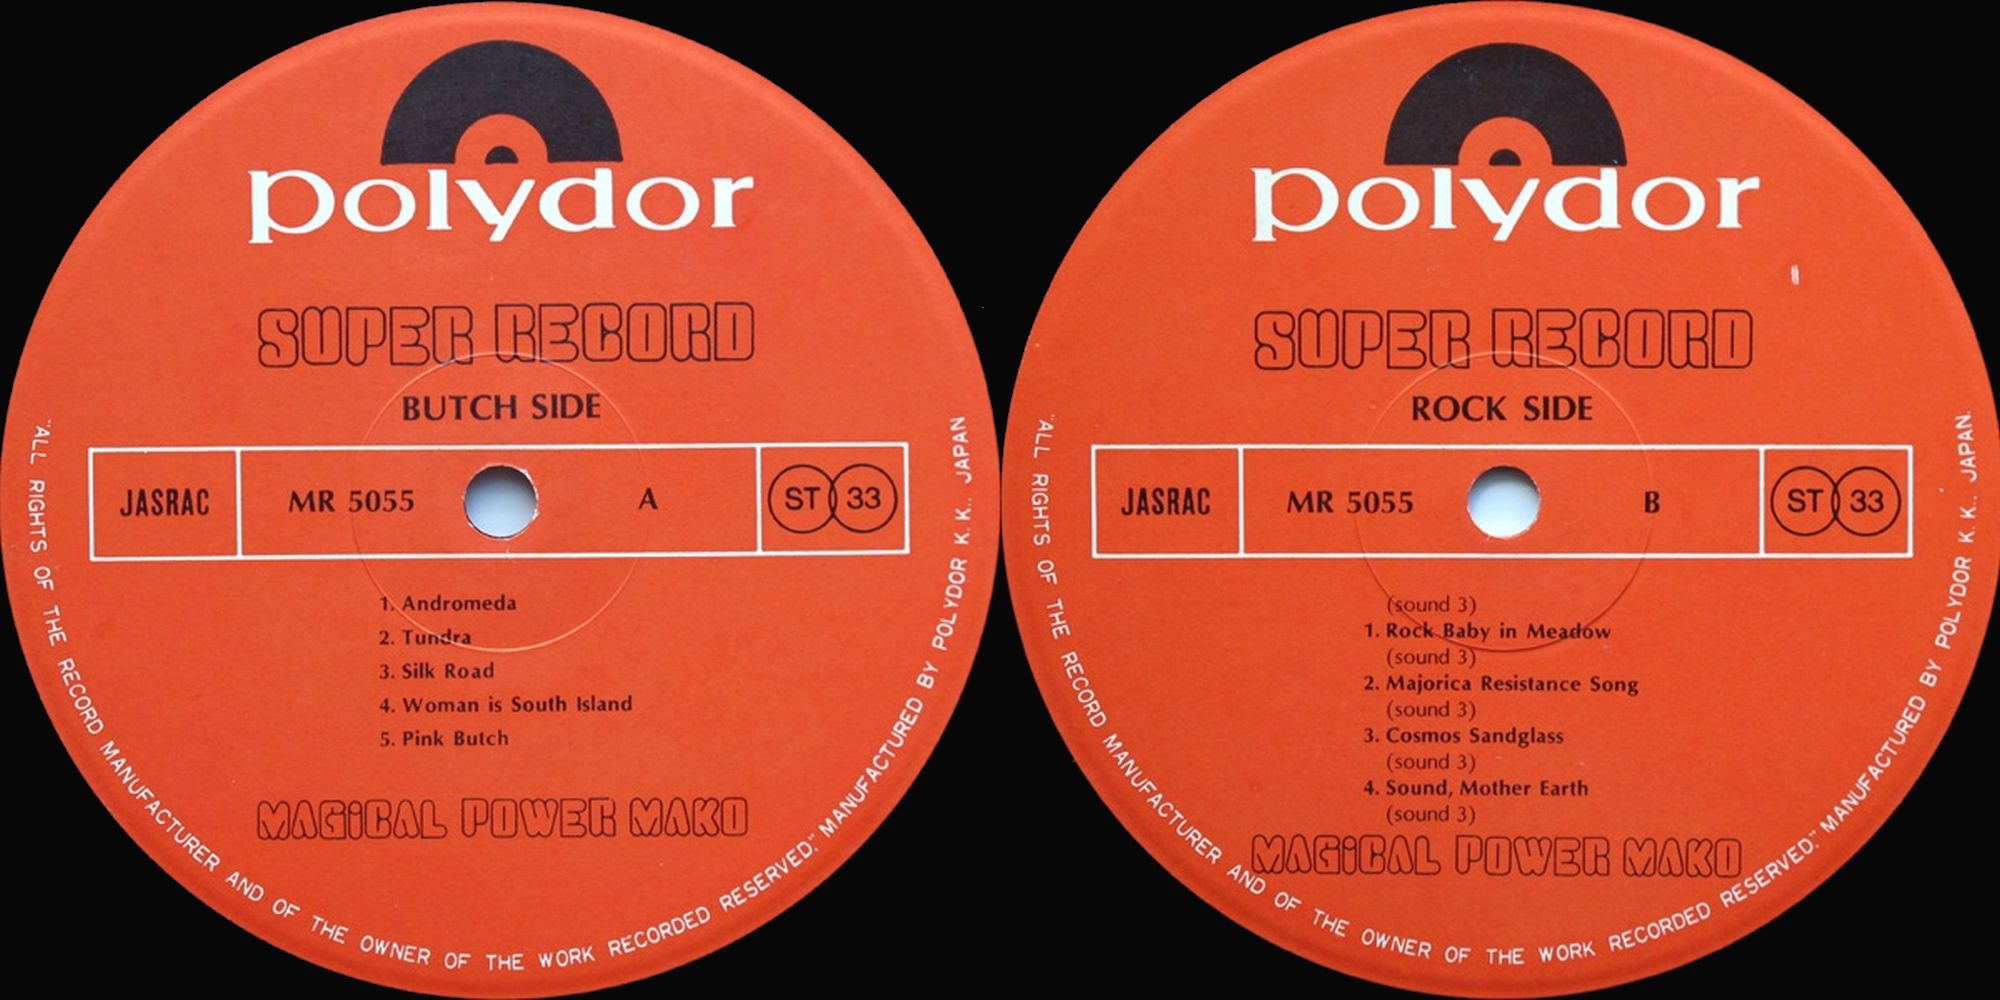 polydor
SUPER RECORD
BUTCH SIDE
JASRAC
MR 5055
A
ST 33
1. Andromeda
2. Tundra
3. Silk Road
4. Woman is South Island
5. Pink Butch
MAGICAL POWER MAKO
"ALL RIGHTS OF THE RECORD MANUFACTURER AND OF THE OWNER OF THE WORK RECORDED RESERVED." MANUFACTURED BY POLYDOR K. K., JAPAN
polydor
SUPER RECORD
ROCK SIDE
JASRAC
MR 5055
B
ST 33
(sound 3)
1. Rock Baby in Meadow
(sound 3)
2. Majorica Resistance Song
(sound 3)
3. Cosmos Sandglass
(sound 3)
4. Sound, Mother Earth
(sound 3)
MAGICAL POWER MAKO
"ALL RIGHTS OF THE RECORD MANUFACTURER AND OF THE OWNER OF THE WORK RECORDED RESERVED." MANUFACTURED BY POLYDOR K. K., JAPAN.